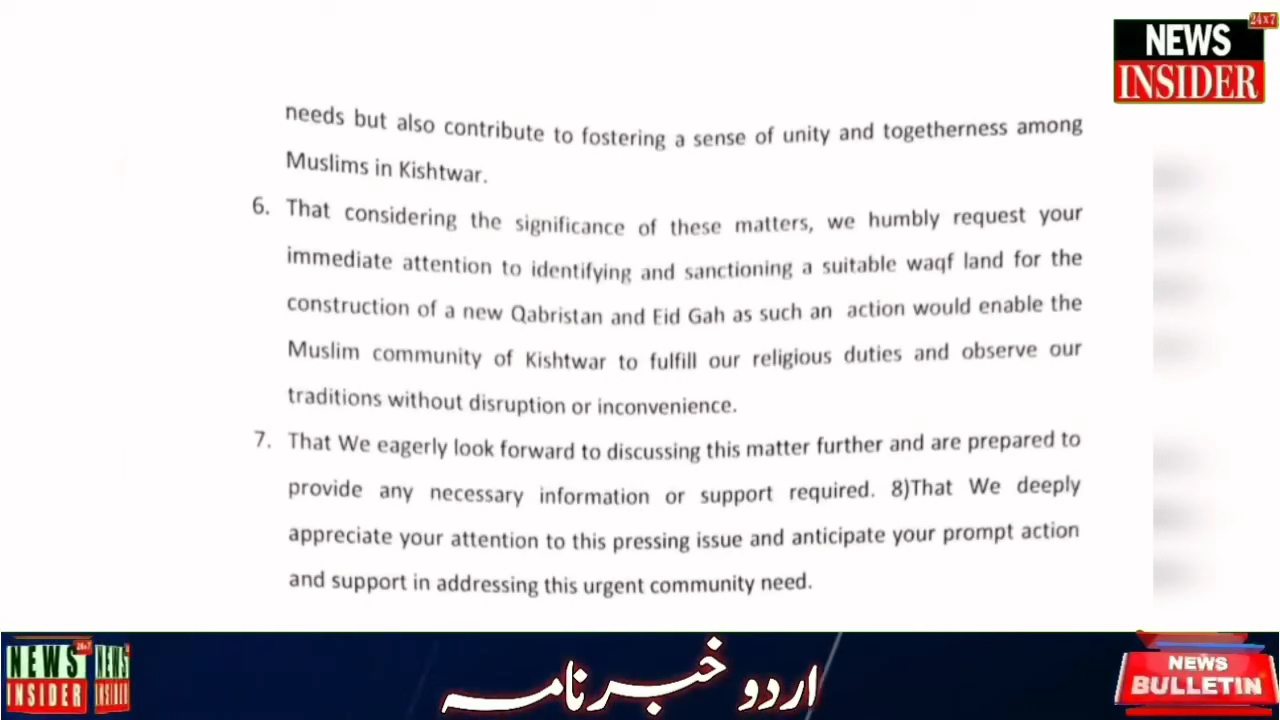 24x7
NEWS
INSIDER
needs but also contribute to fostering a sense of unity and togetherness among
Muslims in Kishtwar.
6. That considering the significance of these matters, we humbly request your
immediate attention to identifying and sanctioning a suitable waqf land for the
construction of a new Qabristan and Eid Gah as such an action would enable the
Muslim community of Kishtwar to fulfill our religious duties and observe our
traditions without disruption or inconvenience.
7. That We eagerly look forward to discussing this matter further and are prepared to
provide any necessary information or support required. 8)That We deeply
appreciate your attention to this pressing issue and anticipate your prompt action
and support in addressing this urgent community need.
24x7
NEWS NEWS
INSIDER INSIDER
اردو خبرنامہ
NEWS
BULLETIN